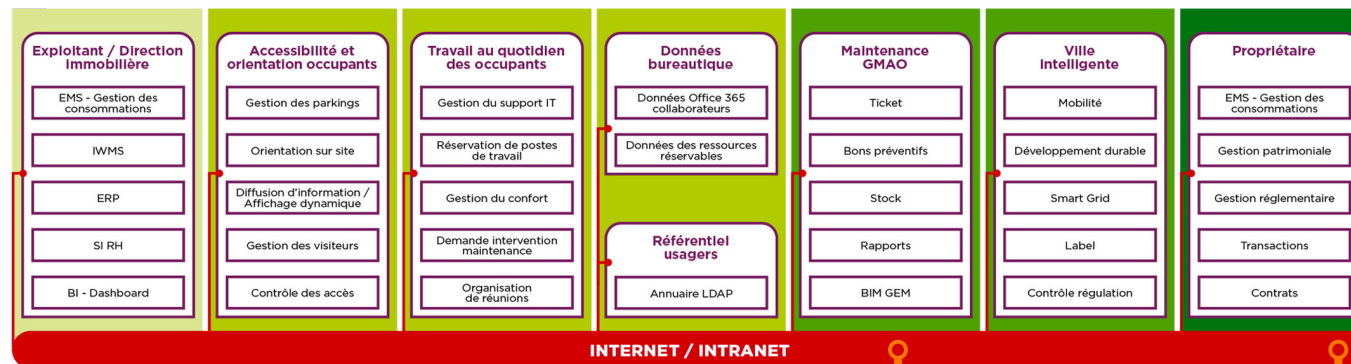 Exploitant / Direction
immobilière
EMS - Gestion des
consommations
IWMS
ERP
SI RH
BI - Dashboard
Accessibilité et
orientation occupants
Gestion des parkings
Orientation sur site
Diffusion d'information /
Affichage dynamique
Gestion des visiteurs
Contrôle des accès
Travail au quotidien
des occupants
Gestion du support IT
Réservation de postes
de travail
Gestion du confort
Demande intervention
maintenance
Organisation
de réunions
Données
bureautique
Données Office 365
collaborateurs
Données des ressources
réservables
Référentiel
usagers
Annuaire LDAP
Maintenance
GMAO
Ticket
Bons préventifs
Stock
Rapports
BIM GEM
Ville
intelligente
Mobilité
Développement durable
Smart Grid
Label
Contrôle régulation
Propriétaire
EMS - Gestion des
consommations
Gestion patrimoniale
Gestion réglementaire
Transactions
Contrats
INTERNET / INTRANET